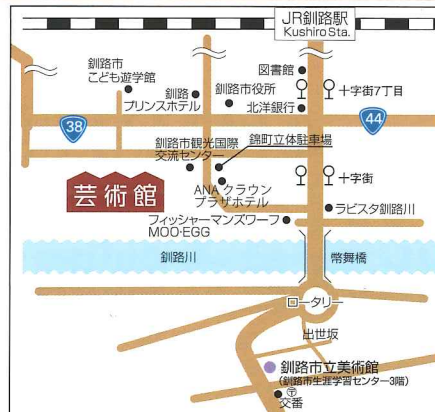 JR釧路駅
Kushiro Sta.
釧路市
こども遊学館
釧路
プリンスホテル
釧路市役所
図書館
北洋銀行
十字街7丁目
38
44
釧路市観光国際
交流センター
錦町立体駐車場
芸術館
ANA クラウン
プラザホテル
十字街
フィッシャーマンズワーフ
MOO・EGG
ラビスタ釧路川
釧路川
幣舞橋
ロータリー
出世坂
釧路市立美術館
(釧路市生涯学習センター3階)
〒
交番